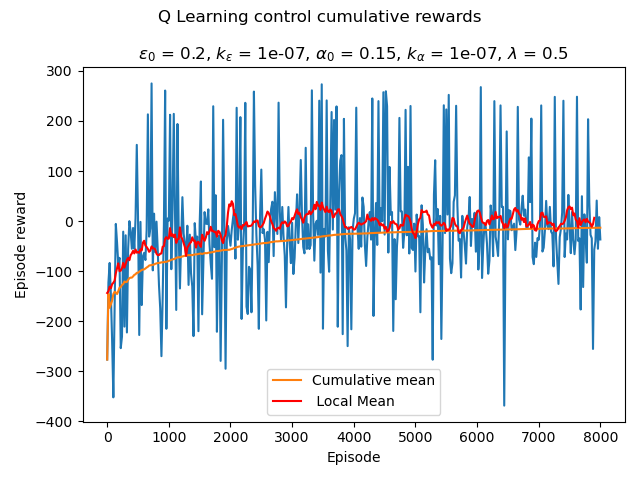 Q Learning control cumulative rewards
ε₀ = 0.2, kε = 1e-07, α₀ = 0.15, kα = 1e-07, λ = 0.5
300
200
100
0
−100
−200
−300
−400
Episode reward
Cumulative mean
Local Mean
0 1000 2000 3000 4000 5000 6000 7000 8000
Episode